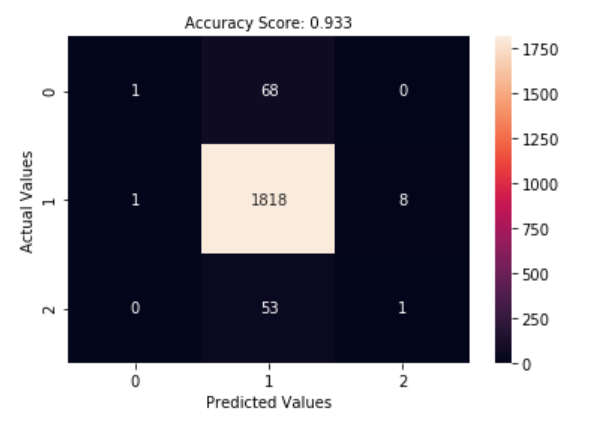 Accuracy Score: 0.933
Actual Values
0
1 68 0
1
1 1818 8
2
0 53 1
0 1 2
Predicted Values
1750
1500
1250
1000
750
500
250
0